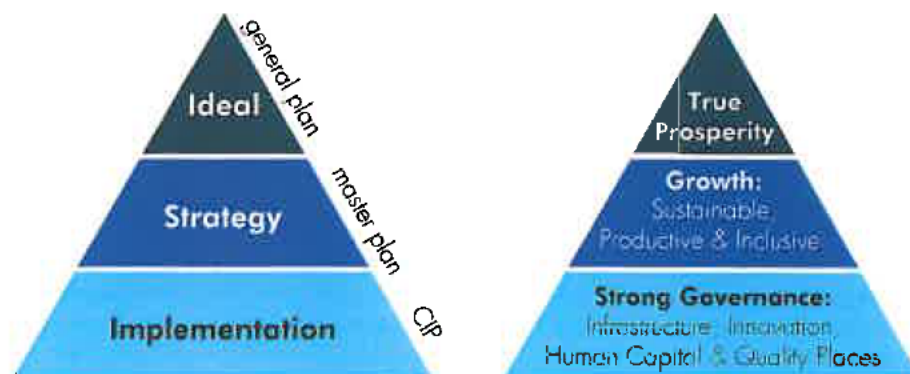 Ideal
general plan
Strategy
master plan
Implementation
CIP
True
Prosperity
Growth:
Sustainable,
Productive & Inclusive
Strong Governance:
Infrastructure, Innovation,
Human Capital & Quality Places